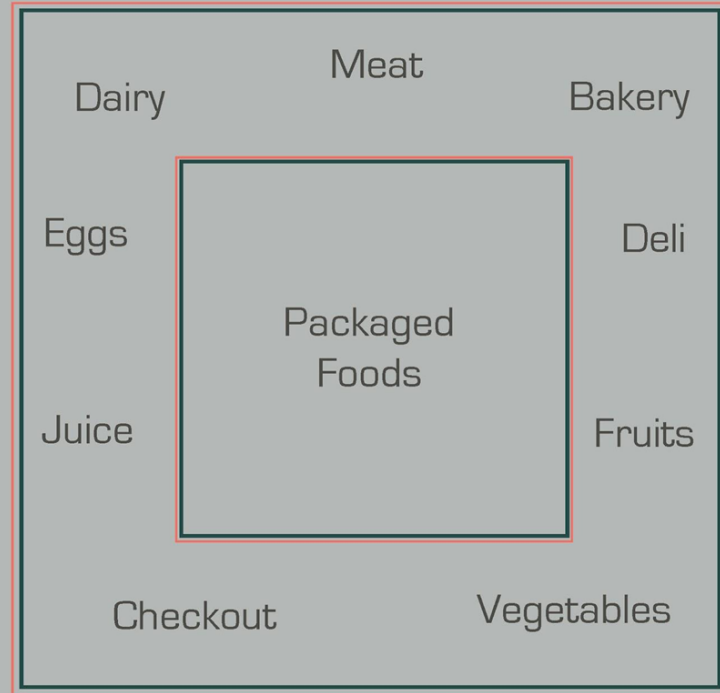 Meat
Dairy
Bakery
Eggs
Deli
Packaged
Foods
Juice
Fruits
Checkout
Vegetables